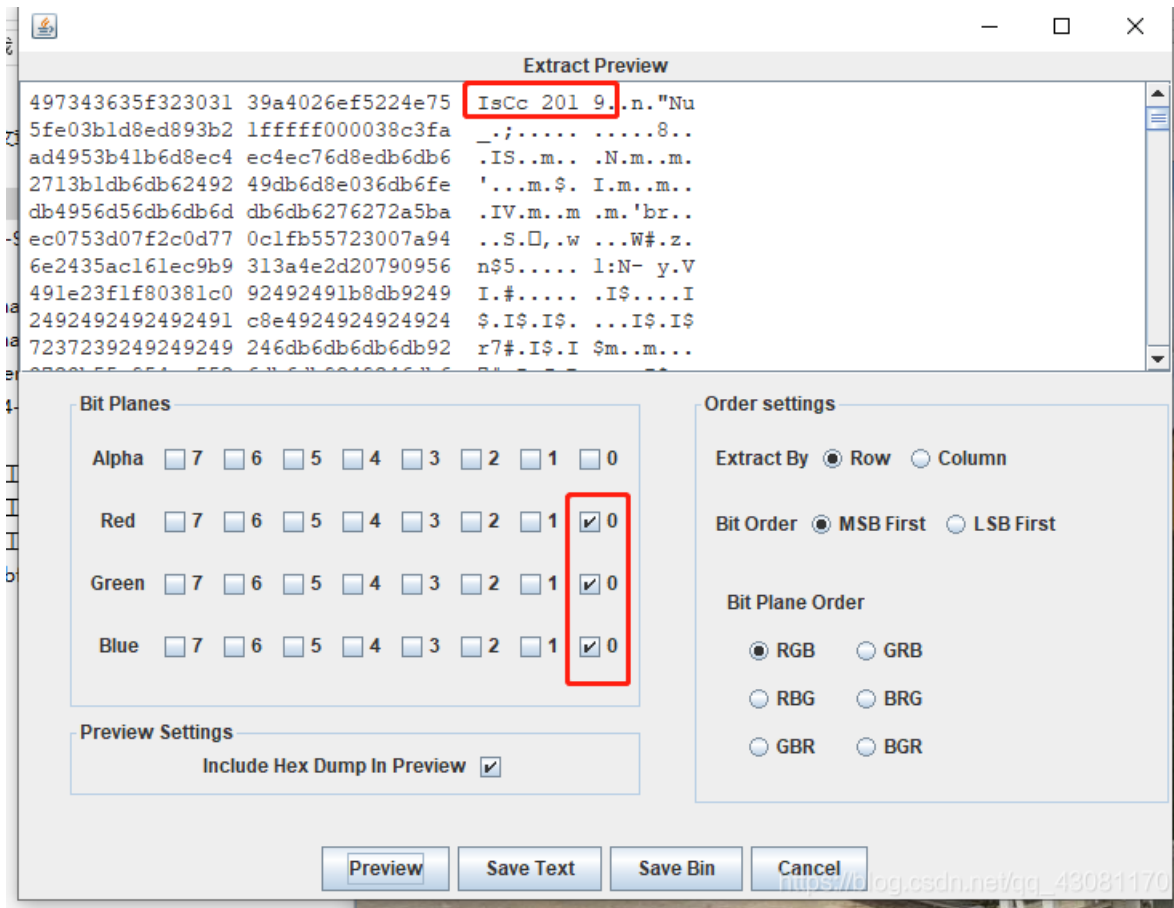 Extract Preview
497343635f323031 39a4026ef5224e75 IsCc_201 9..n."Nu
5fe03b1d8ed893b2 1fffff000038c3fa _.;..... .....8..
ad4953b41b6d8ec4 ec4ec76d8edb6db6 .IS..m.. .N.m..m.
2713b1db6db62492 49db6d8e036db6fe '...m.$. I.m..m..
db4956d56db6db6d db6db6276272a5ba .IV.m..m .m.'br..
ec0753d07f2c0d77 0c1fb55723007a94 ..S.□,.w ...W#.z.
6e2435ac161ec9b9 313a4e2d20790956 n$5..... 1:N- y.V
491e23f1f80381c0 92492491b8db9249 I.#..... .I$....I
2492492492492491 c8e4924924924924 $.I$.I$. ...I$.I$
7237239249249249 246db6db6db6db92 r7#.I$.I $m..m...
Bit Planes
Alpha 7 6 5 4 3 2 1 0
Red 7 6 5 4 3 2 1 0
Green 7 6 5 4 3 2 1 0
Blue 7 6 5 4 3 2 1 0
Preview Settings
Include Hex Dump In Preview
Order settings
Extract By Row Column
Bit Order MSB First LSB First
Bit Plane Order
RGB GRB
RBG BRG
GBR BGR
Preview Save Text Save Bin Cancel
https://blog.csdn.net/qq_43081170